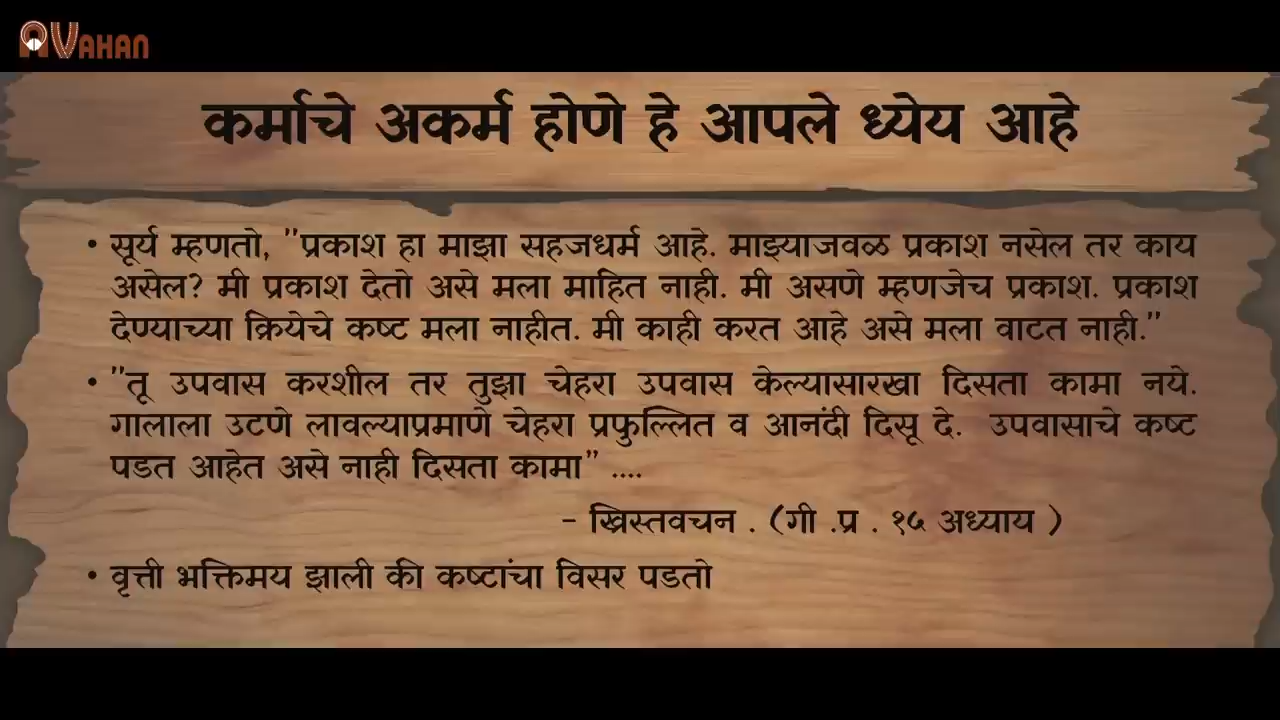 AVAHAN
कर्माचे अकर्म होणे हे आपले ध्येय आहे
• सूर्य म्हणतो, "प्रकाश हा माझा सहजधर्म आहे. माझ्याजवळ प्रकाश नसेल तर काय
असेल? मी प्रकाश देतो असे मला माहित नाही. मी असणे म्हणजेच प्रकाश. प्रकाश
देण्याच्या क्रियेचे कष्ट मला नाहीत. मी काही करत आहे असे मला वाटत नाही."
• "तू उपवास करशील तर तुझा चेहरा उपवास केल्यासारखा दिसता कामा नये.
गालाला उटणे लावल्याप्रमाणे चेहरा प्रफुल्लित व आनंदी दिसू दे. उपवासाचे कष्ट
पडत आहेत असे नाही दिसता कामा" ....
- ख्रिस्तवचन . (गी .प्र . १५ अध्याय )
• वृत्ती भक्तिमय झाली की कष्टांचा विसर पडतो